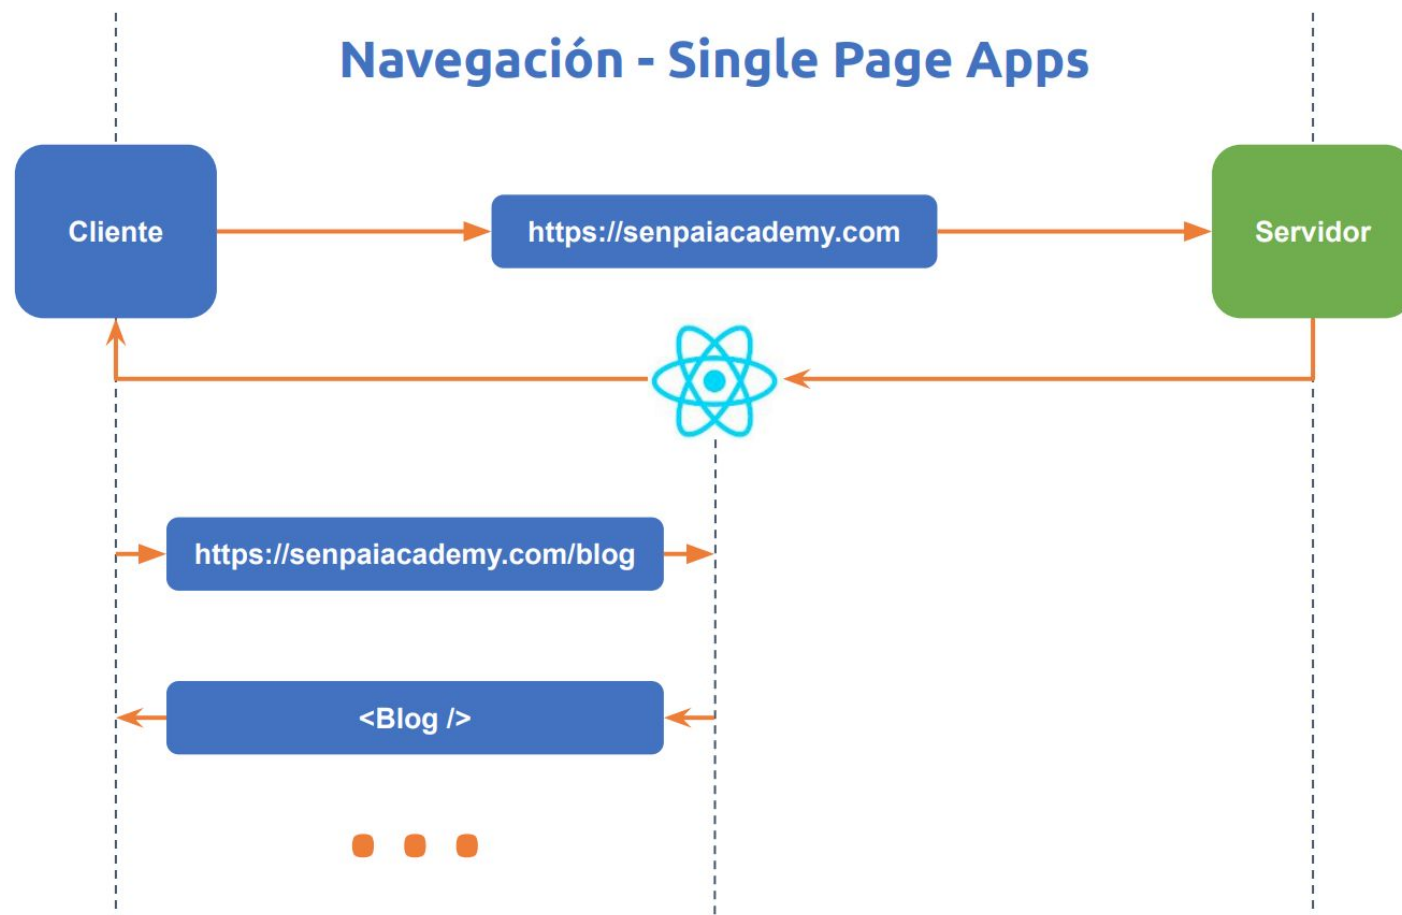 Navegación - Single Page Apps
Cliente
https://senpaiacademy.com
Servidor
https://senpaiacademy.com/blog
<Blog />